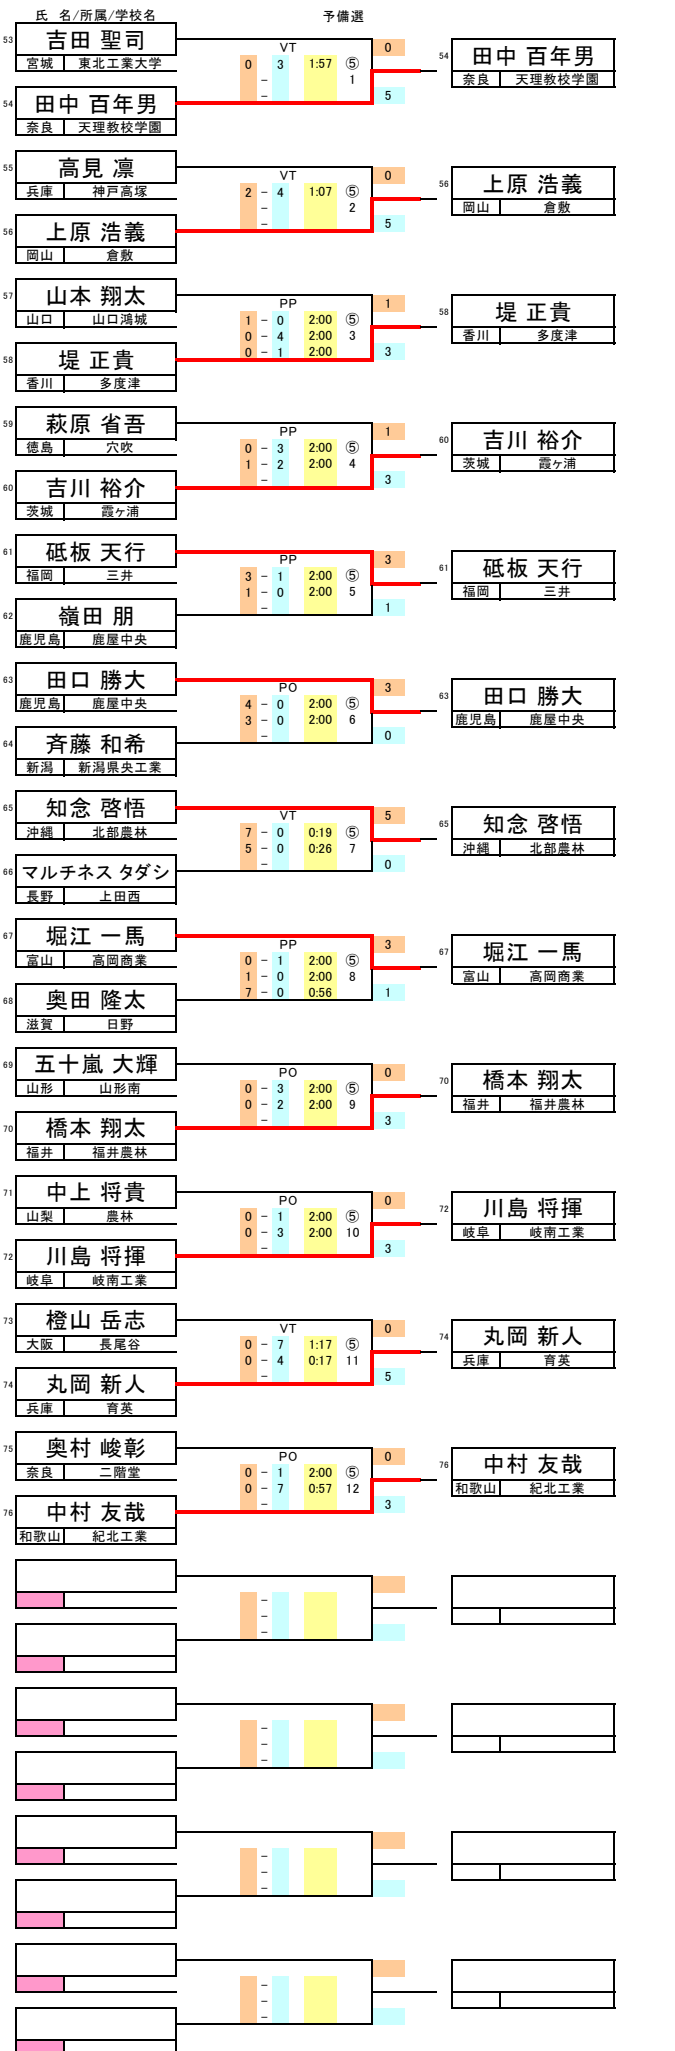 氏 名/所属/学校名 予備選
53 吉田 聖司 VT 0
宮城 東北工業大学 0 - 3 1:57 ⑤ 54 田中 百年男
- 1 奈良 天理教校学園
54 田中 百年男 - 5
奈良 天理教校学園
55 高見 凛 VT 0
兵庫 神戸高塚 2 - 4 1:07 ⑤ 56 上原 浩義
- 2 岡山 倉敷
56 上原 浩義 - 5
岡山 倉敷
57 山本 翔太 PP 1
山口 山口鴻城 1 - 0 2:00 ⑤ 58 堤 正貴
0 - 4 2:00 3 香川 多度津
58 堤 正貴 0 - 1 2:00 3
香川 多度津
59 萩原 省吾 PP 1
徳島 穴吹 0 - 3 2:00 ⑤ 60 吉川 裕介
1 - 2 2:00 4 茨城 霞ヶ浦
60 吉川 裕介 - 3
茨城 霞ヶ浦
61 砥板 天行 PP 3
福岡 三井 3 - 1 2:00 ⑤ 61 砥板 天行
1 - 0 2:00 5 福岡 三井
62 嶺田 朋 - 1
鹿児島 鹿屋中央
63 田口 勝大 PO 3
鹿児島 鹿屋中央 4 - 0 2:00 ⑤ 63 田口 勝大
3 - 0 2:00 6 鹿児島 鹿屋中央
64 斉藤 和希 - 0
新潟 新潟県央工業
65 知念 啓悟 VT 5
沖縄 北部農林 7 - 0 0:19 ⑤ 65 知念 啓悟
5 - 0 0:26 7 沖縄 北部農林
66 マルチネス タダシ - 0
長野 上田西
67 堀江 一馬 PP 3
富山 高岡商業 0 - 1 2:00 ⑤ 67 堀江 一馬
1 - 0 2:00 8 富山 高岡商業
68 奥田 隆太 7 - 0 0:56 1
滋賀 日野
69 五十嵐 大輝 PO 0
山形 山形南 0 - 3 2:00 ⑤ 70 橋本 翔太
0 - 2 2:00 9 福井 福井農林
70 橋本 翔太 - 3
福井 福井農林
71 中上 将貴 PO 0
山梨 農林 0 - 1 2:00 ⑤ 72 川島 将揮
0 - 3 2:00 10 岐阜 岐南工業
72 川島 将揮 - 3
岐阜 岐南工業
73 橙山 岳志 VT 0
大阪 長尾谷 0 - 7 1:17 ⑤ 74 丸岡 新人
0 - 4 0:17 11 兵庫 育英
74 丸岡 新人 - 5
兵庫 育英
75 奥村 峻彰 PO 0
奈良 二階堂 0 - 1 2:00 ⑤ 76 中村 友哉
0 - 7 0:57 12 和歌山 紀北工業
76 中村 友哉 - 3
和歌山 紀北工業
-
-
-
-
-
-
-
-
-
-
-
-